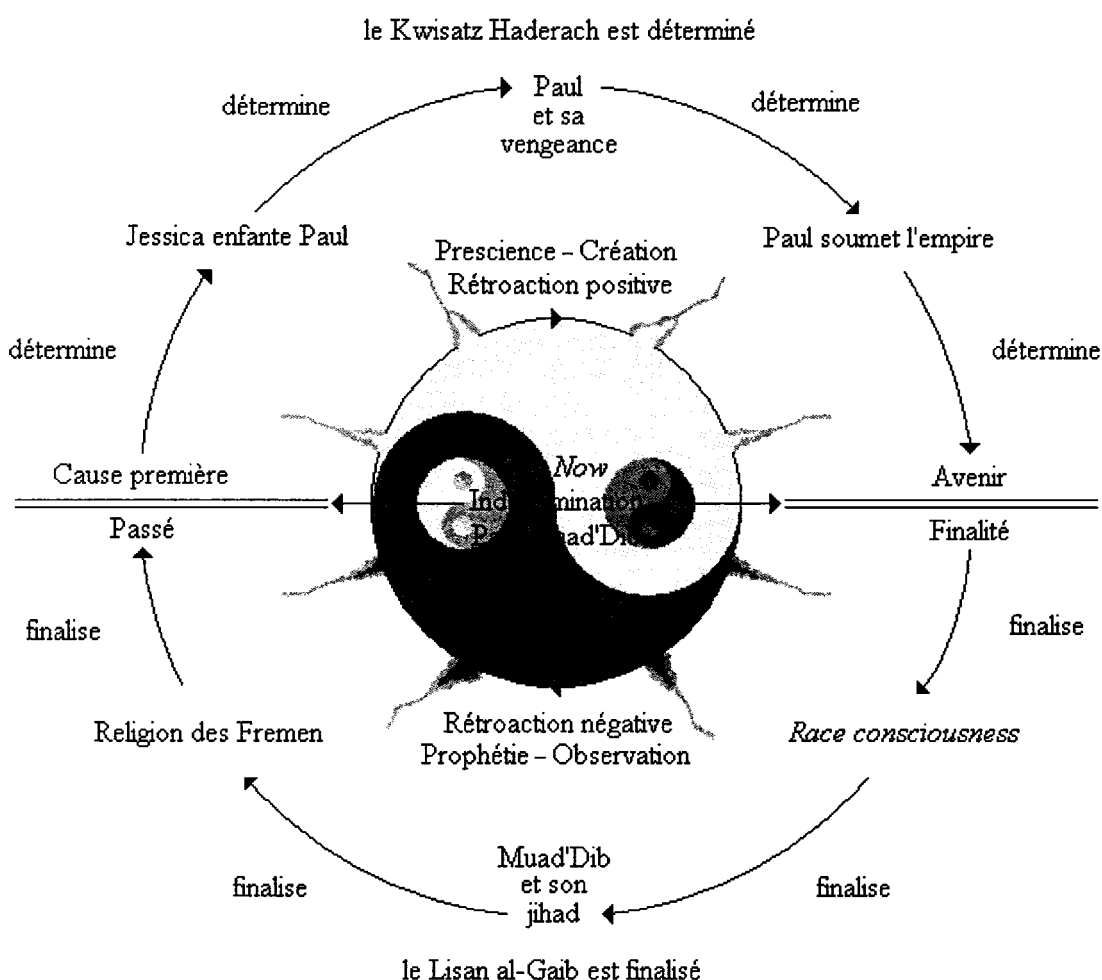 le Kwisatz Haderach est déterminé
Paul
et sa
vengeance
détermine
détermine
Jessica enfante Paul
Paul soumet l'empire
Prescience – Création
Rétroaction positive
détermine
détermine
Cause première
Now
Avenir
Passé
Finalité
finalise
finalise
Religion des Fremen
Rétroaction négative
Prophétie – Observation
Race consciousness
Muad'Dib
et son
jihad
finalise
finalise
le Lisan al-Gaib est finalisé